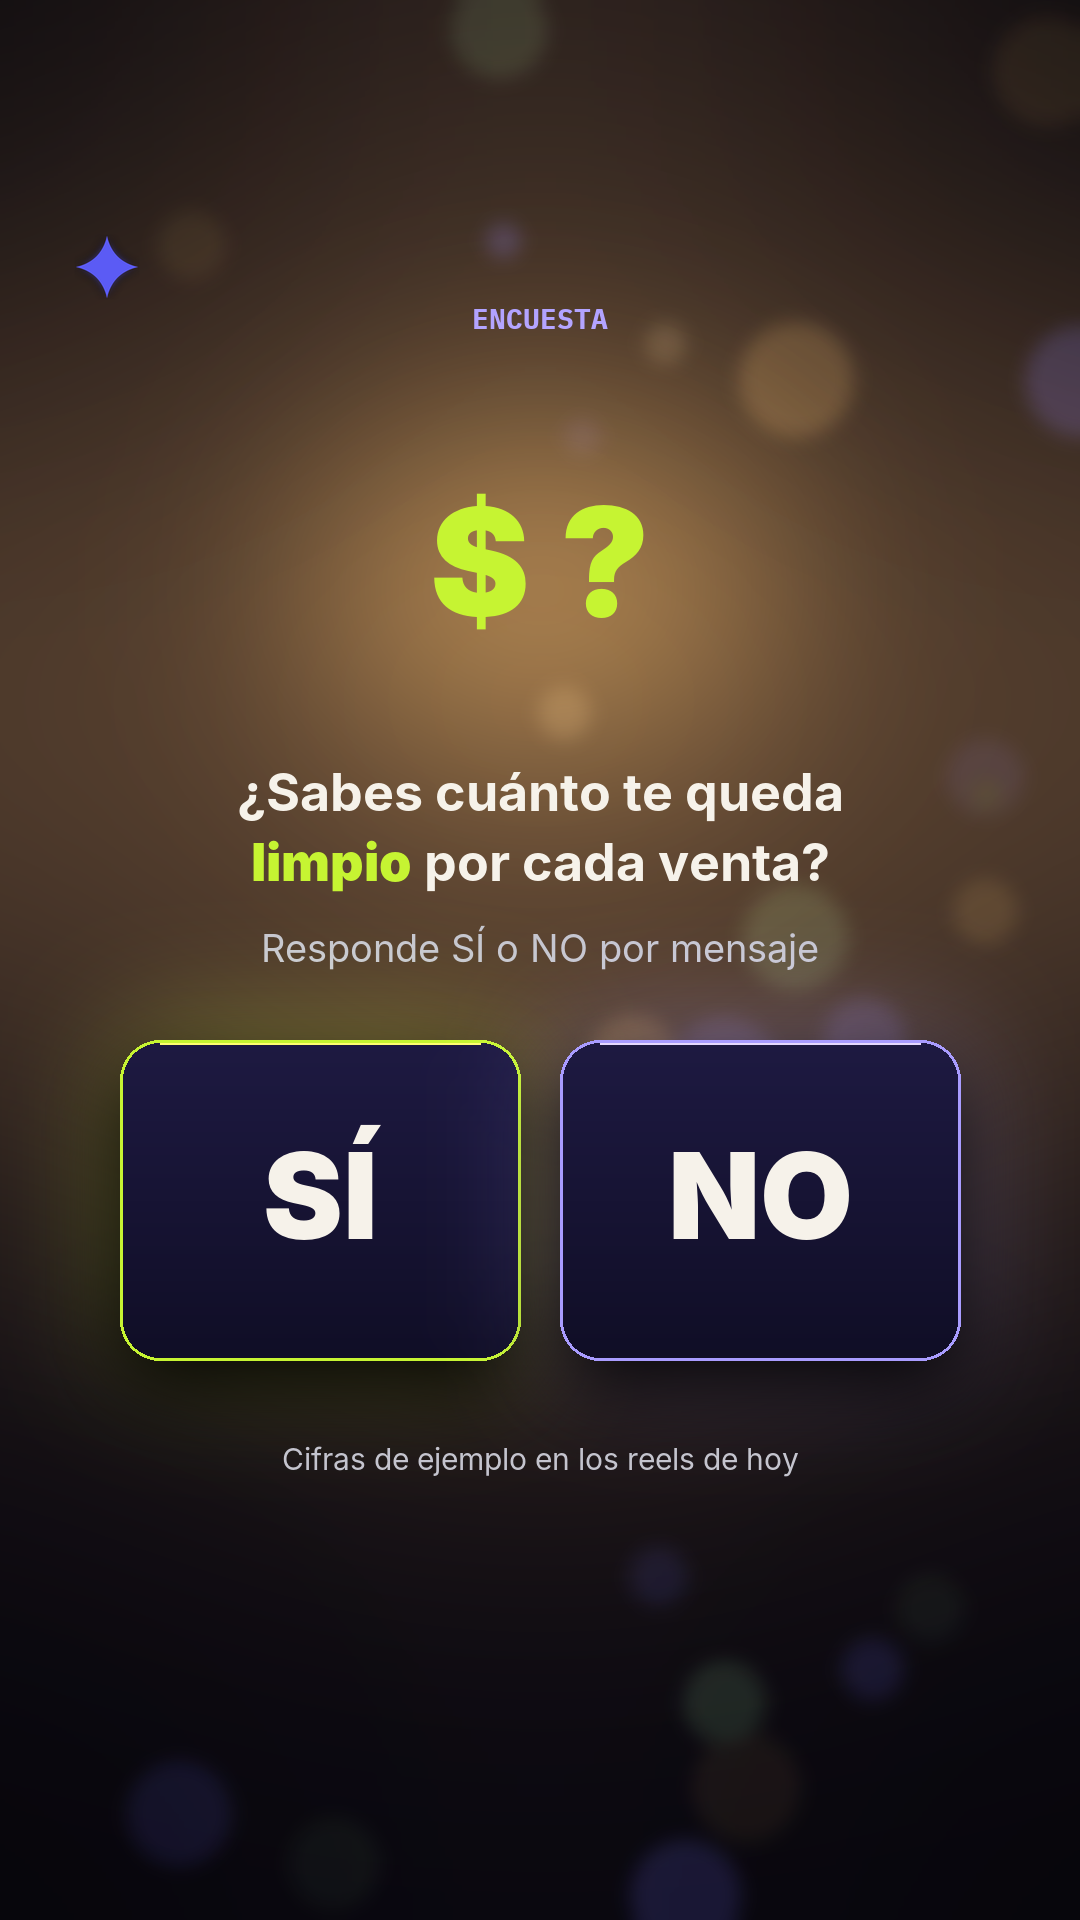 ENCUESTA
$ ?
¿Sabes cuánto te queda
limpio por cada venta?
Responde SÍ o NO por mensaje
SÍ
NO
Cifras de ejemplo en los reels de hoy